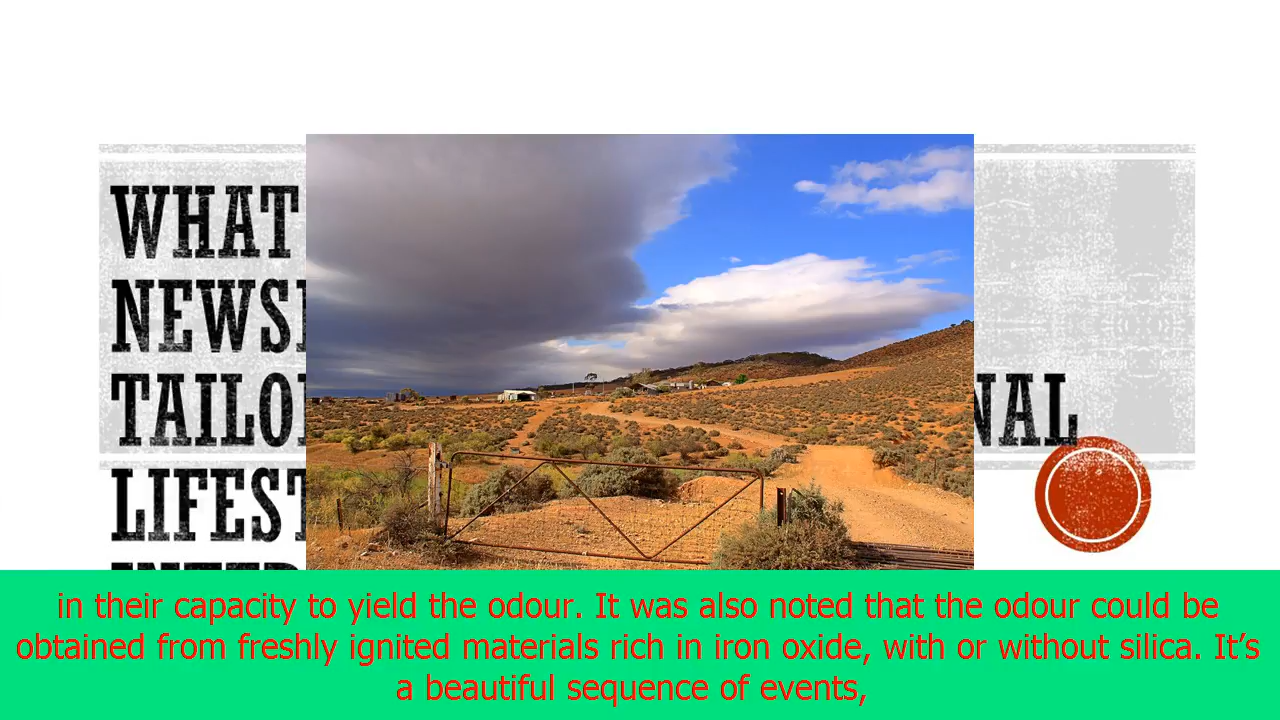 WHAT
NEWS
TAILO NAL
LIFEST
in their capacity to yield the odour. It was also noted that the odour could be
obtained from freshly ignited materials rich in iron oxide, with or without silica. It’s
a beautiful sequence of events,